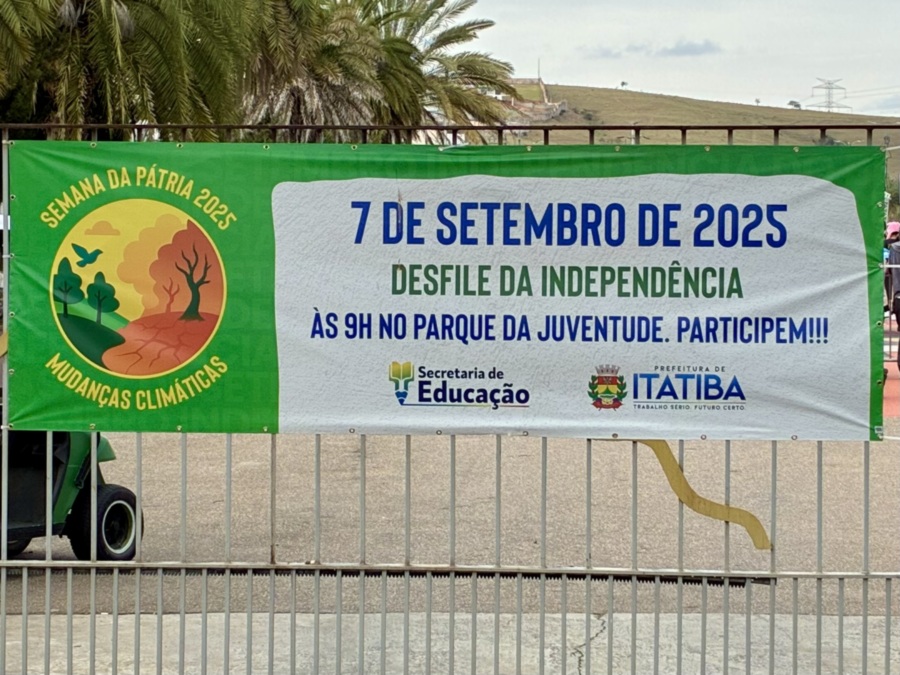 SEMANA DA PÁTRIA 2025
MUDANÇAS CLIMÁTICAS
7 DE SETEMBRO DE 2025
DESFILE DA INDEPENDÊNCIA
ÀS 9H NO PARQUE DA JUVENTUDE. PARTICIPEM!!!
Secretaria de
Educação
PREFEITURA DE
ITATIBA
TRABALHO SÉRIO. FUTURO CERTO.